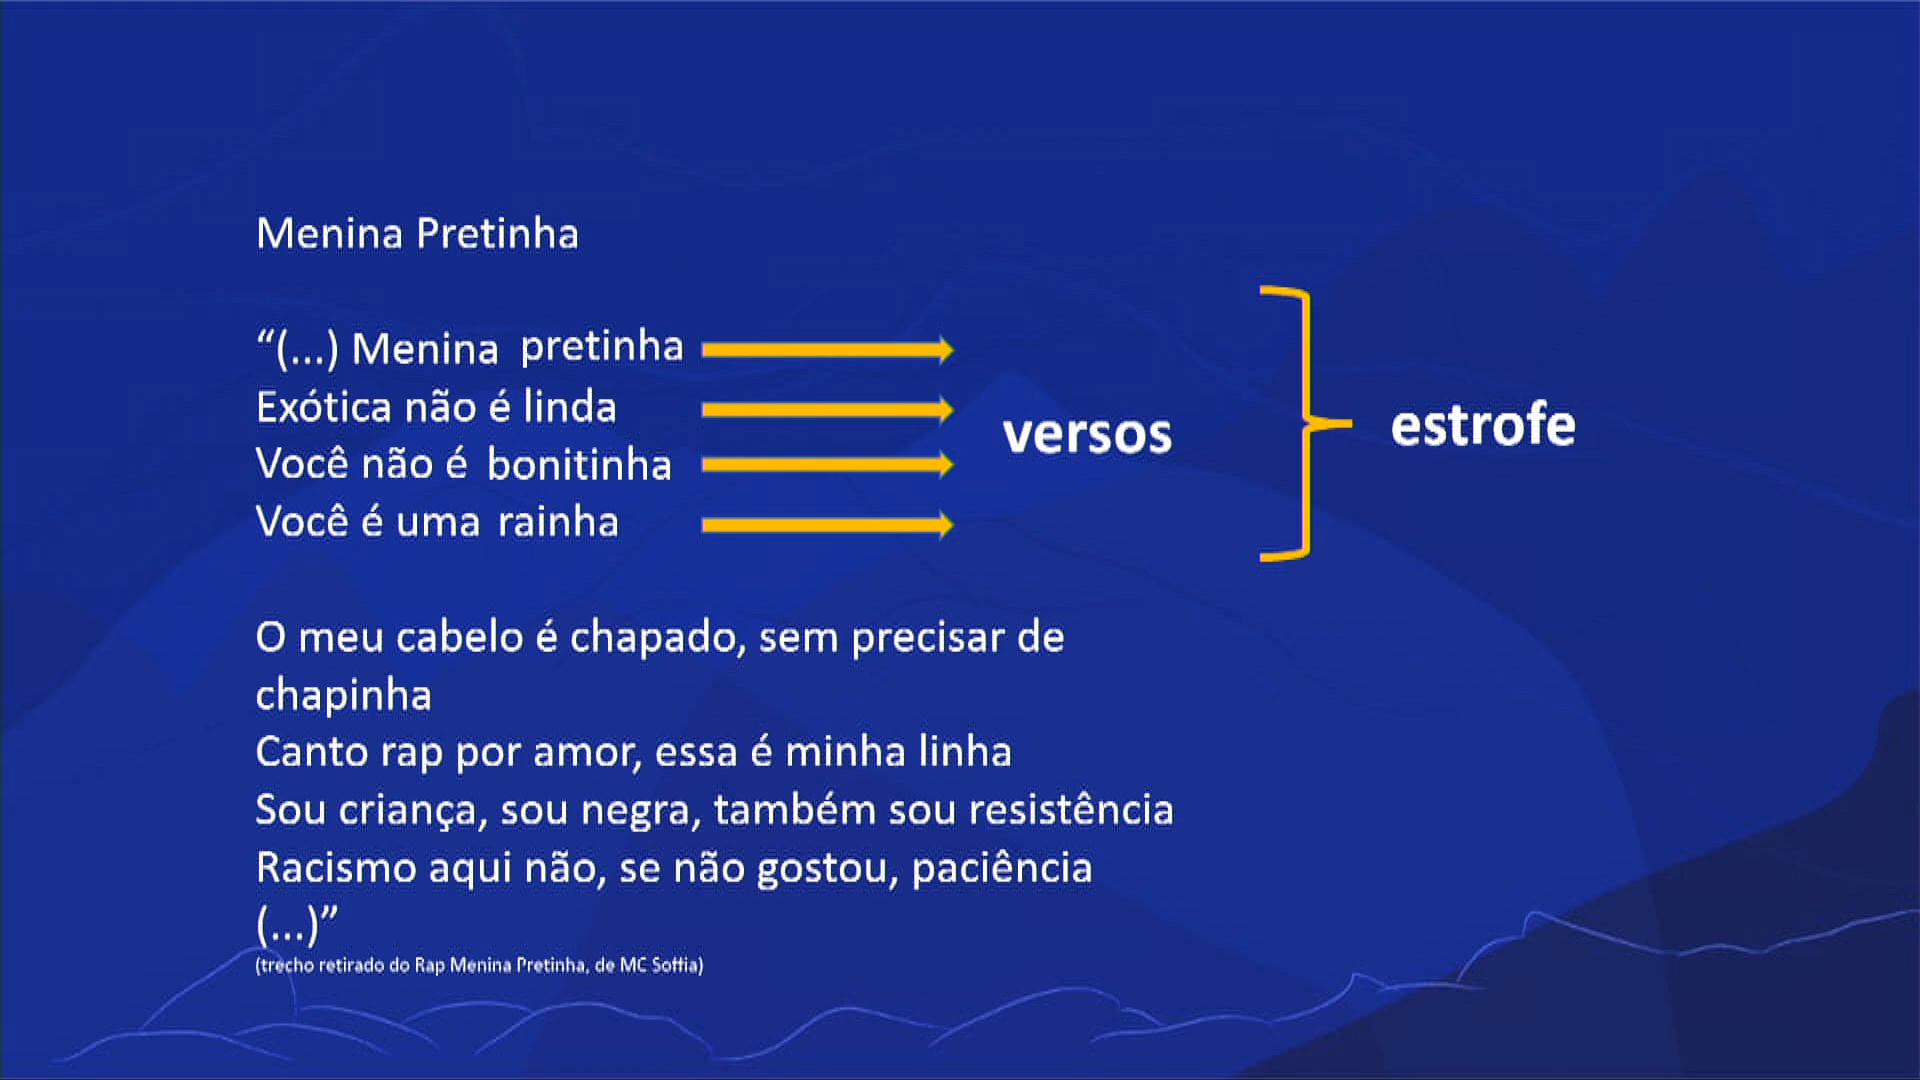 Menina Pretinha
“(...) Menina pretinha
Exótica não é linda
Você não é bonitinha
Você é uma rainha
versos
estrofe
O meu cabelo é chapado, sem precisar de
chapinha
Canto rap por amor, essa é minha linha
Sou criança, sou negra, também sou resistência
Racismo aqui não, se não gostou, paciência
(...)”
(trecho retirado do Rap Menina Pretinha, de MC Soffia)